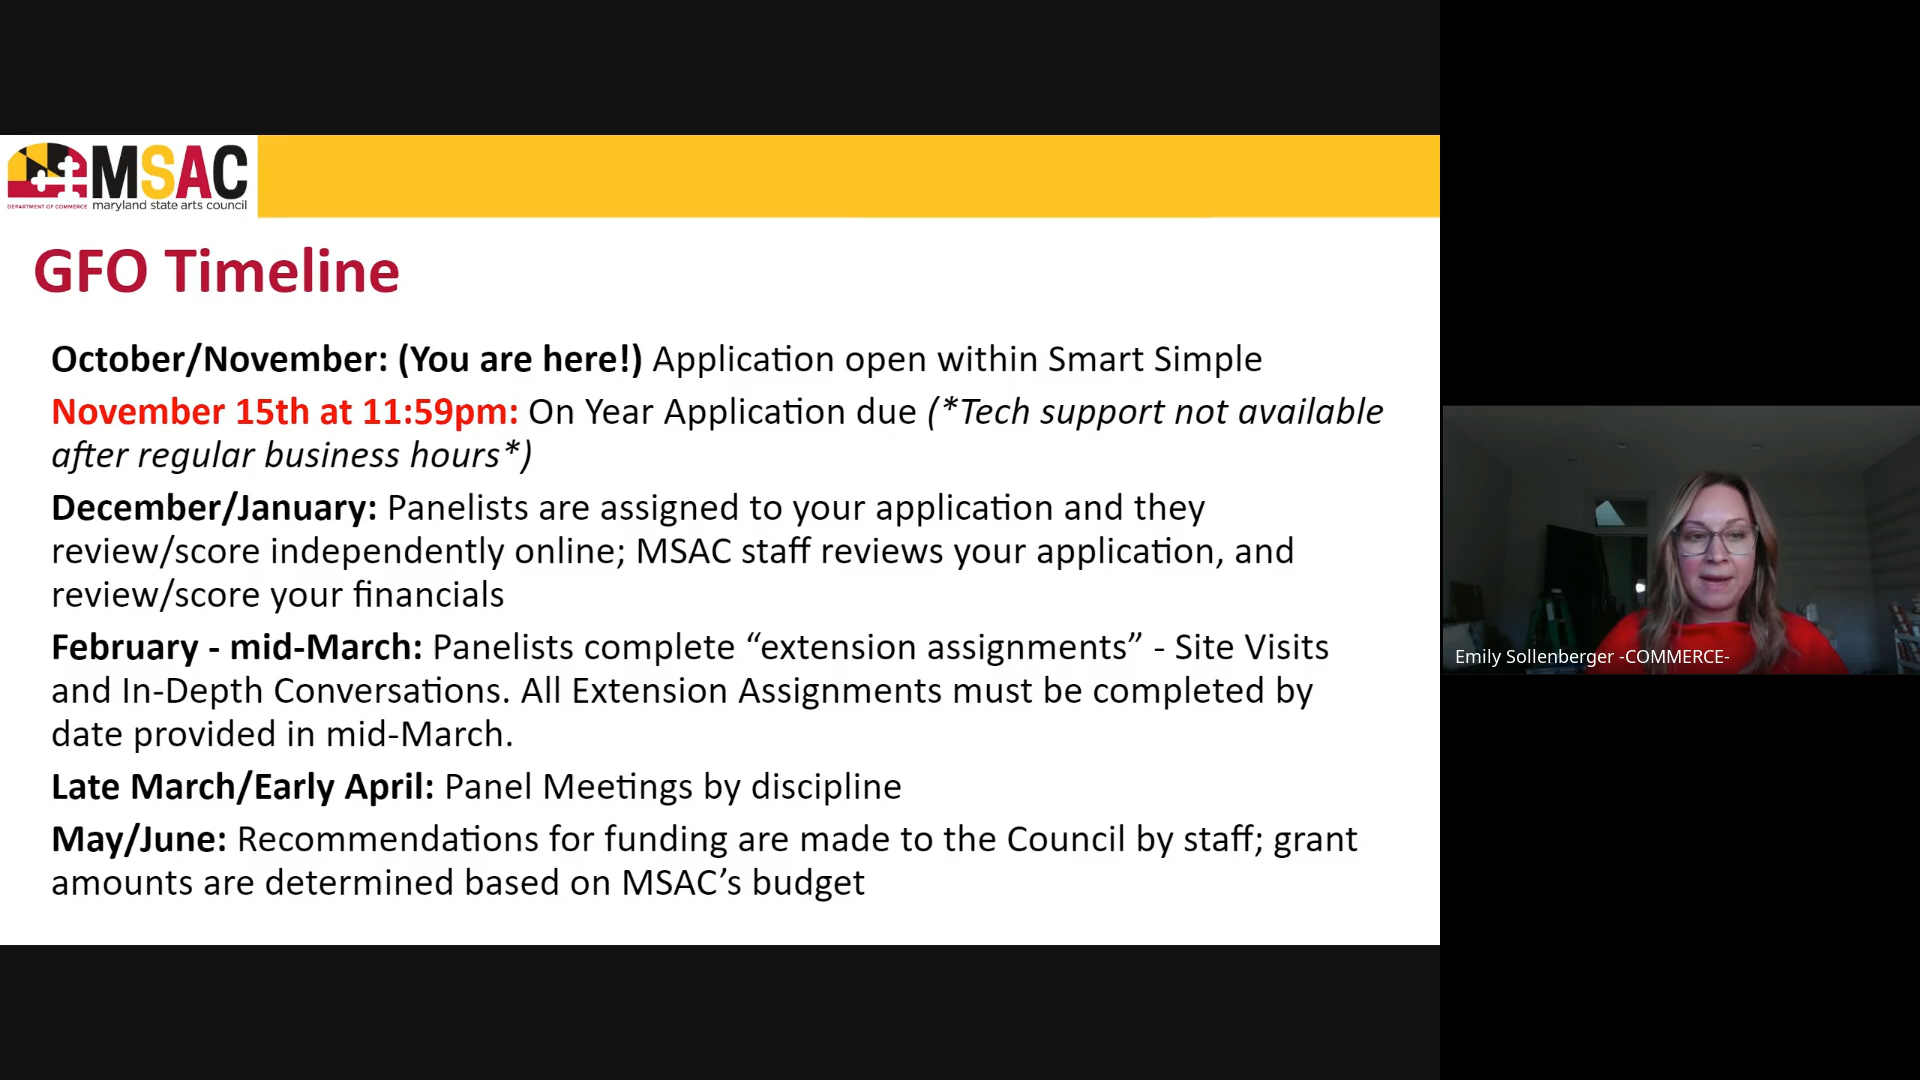 MSAC
DEPARTMENT OF COMMERCE
maryland state arts council
GFO Timeline
October/November: (You are here!) Application open within Smart Simple
November 15th at 11:59pm: On Year Application due (*Tech support not available
after regular business hours*)
December/January: Panelists are assigned to your application and they
review/score independently online; MSAC staff reviews your application, and
review/score your financials
February - mid-March: Panelists complete “extension assignments” - Site Visits
and In-Depth Conversations. All Extension Assignments must be completed by
date provided in mid-March.
Late March/Early April: Panel Meetings by discipline
May/June: Recommendations for funding are made to the Council by staff; grant
amounts are determined based on MSAC’s budget
Emily Sollenberger -COMMERCE-